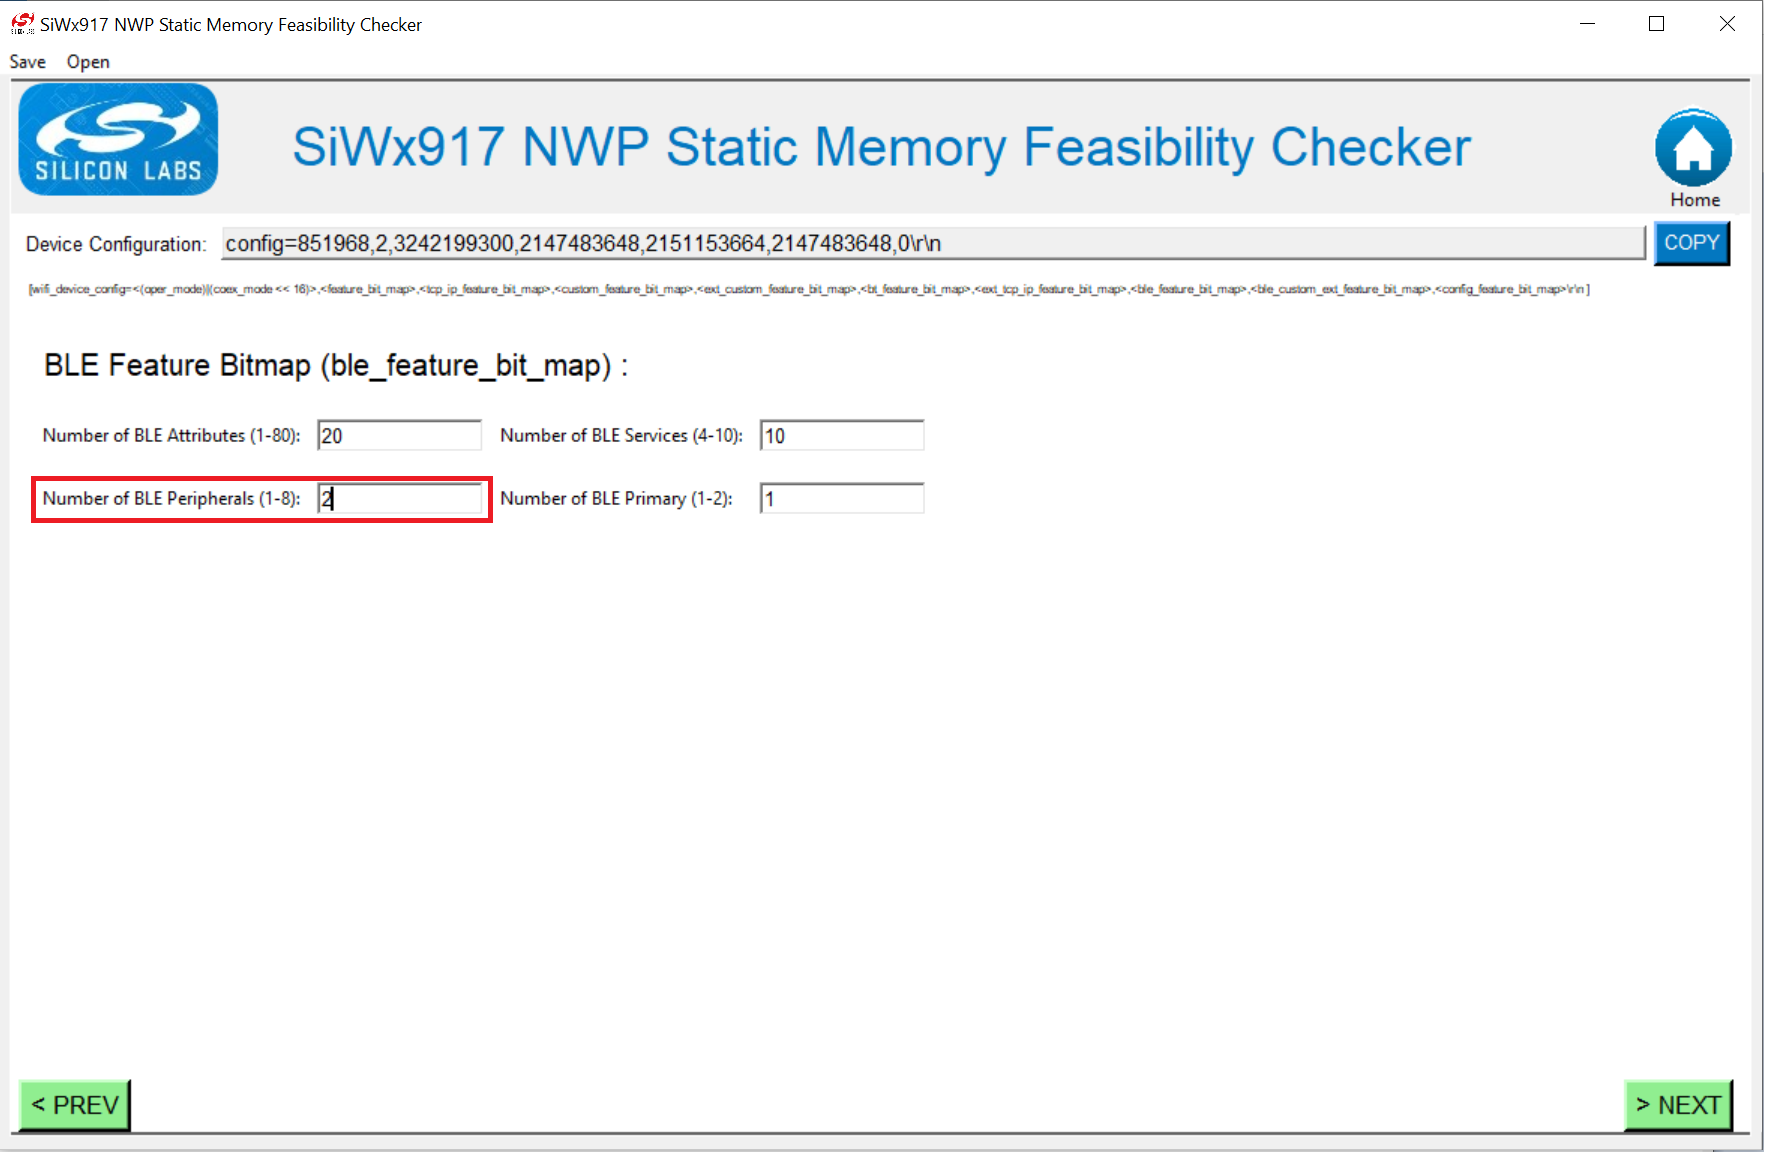 SiWx917 NWP Static Memory Feasibility Checker
Save Open
SILICON LABS
SiWx917 NWP Static Memory Feasibility Checker
Home
Device Configuration: config=851968,2,3242199300,2147483648,2151153664,2147483648,0\r\n COPY
[wifi_device_config=<(oper_mode)|(coex_mode << 16)>,<feature_bit_map>,<tcp_ip_feature_bit_map>,<custom_feature_bit_map>,<ext_custom_feature_bit_map>,<bt_feature_bit_map>,<ext_tcp_ip_feature_bit_map>,<ble_feature_bit_map>,<ble_custom_ext_feature_bit_map>,<config_feature_bit_map>\r\n ]
BLE Feature Bitmap (ble_feature_bit_map) :
Number of BLE Attributes (1-80): 20 Number of BLE Services (4-10): 10
Number of BLE Peripherals (1-8): 2 Number of BLE Primary (1-2): 1
< PREV > NEXT